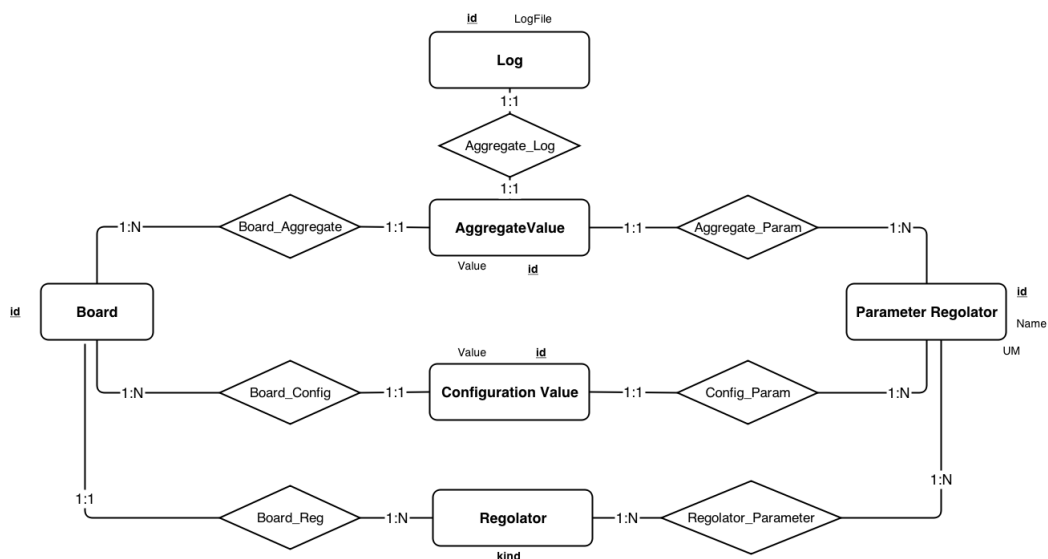 id LogFile
Log
1:1
Aggregate_Log
1:1
1:N Board_Aggregate 1:1 AggregateValue 1:1 Aggregate_Param 1:N
Value id
id Board Parameter Regolator id
Name
UM
Value id
1:N Board_Config 1:1 Configuration Value 1:1 Config_Param 1:N
1:N
1:1
Board_Reg 1:N Regolator 1:N Regolator_Parameter
kind